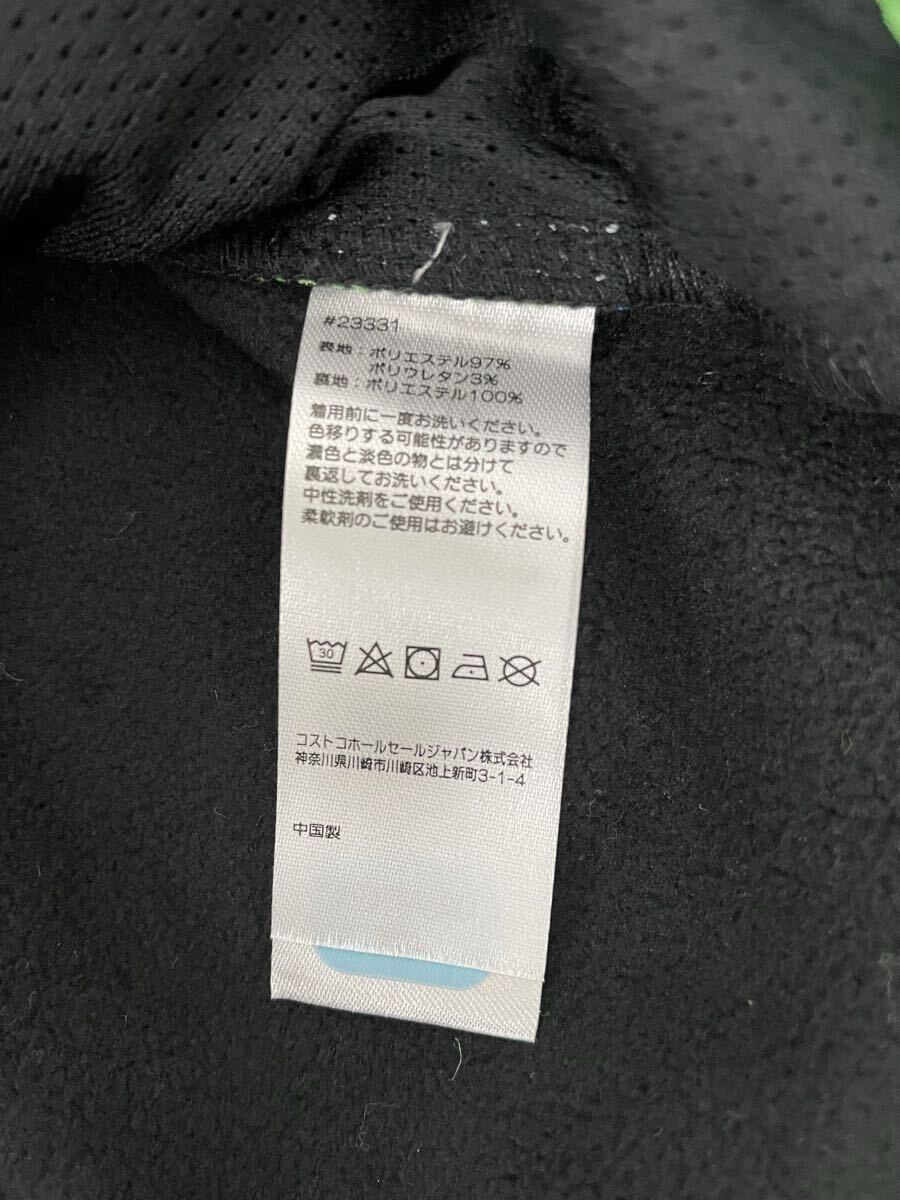 #23331
表地：ポリエステル97%
ポリウレタン3%
裏地：ポリエステル100%
着用前に一度お洗いください。
色移りする可能性がありますので
濃色と淡色の物とは分けて
裏返してお洗いください。
中性洗剤をご使用ください。
柔軟剤のご使用はお避けください。
30
コストコホールセールジャパン株式会社
神奈川県川崎市川崎区池上新町3-1-4
中国製